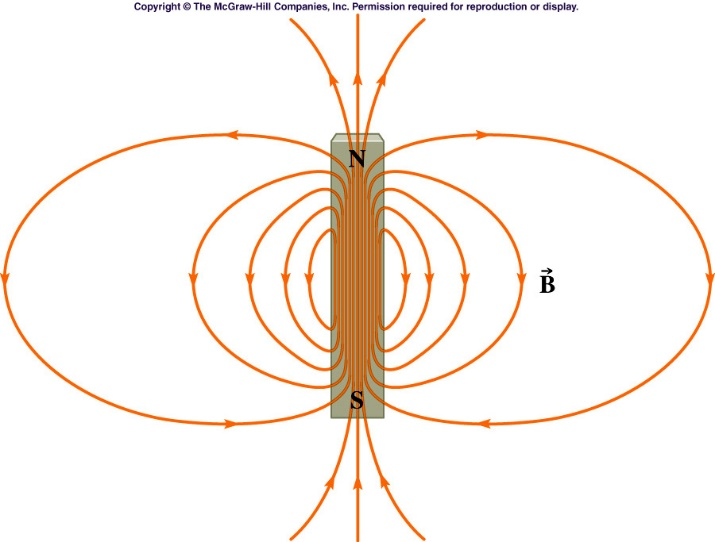 Copyright © The McGraw-Hill Companies, Inc. Permission required for reproduction or display.
N
B⃗
S